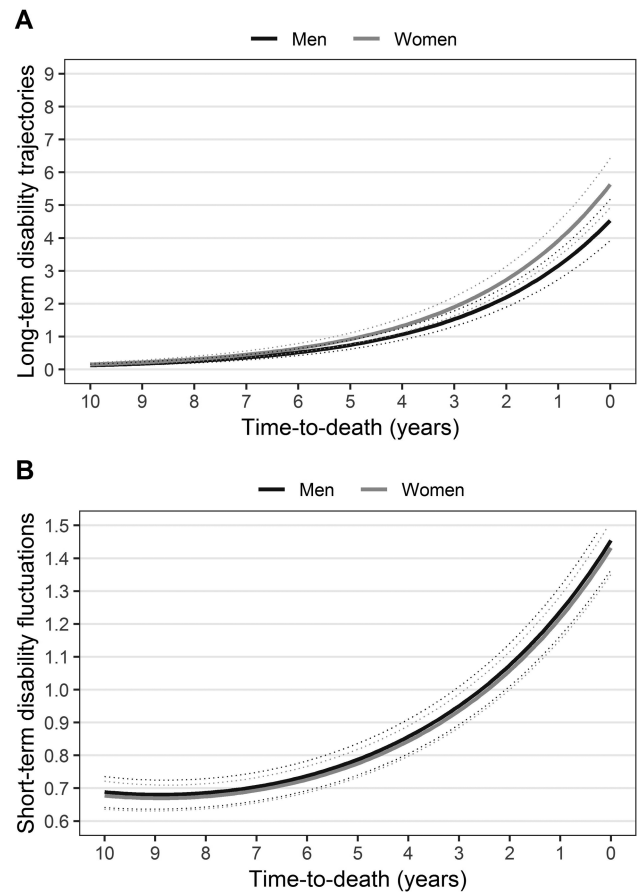 A
Men Women
Long-term disability trajectories
9
8
7
6
5
4
3
2
1
0
10 9 8 7 6 5 4 3 2 1 0
Time-to-death (years)
B
Men Women
Short-term disability fluctuations
1.5
1.4
1.3
1.2
1.1
1.0
0.9
0.8
0.7
0.6
10 9 8 7 6 5 4 3 2 1 0
Time-to-death (years)